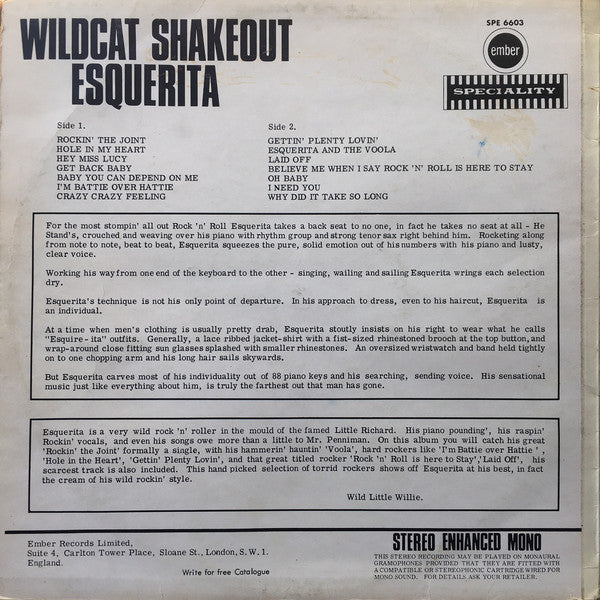 WILDCAT SHAKEOUT
ESQUERITA
SPE 6603
ember
SPECIALITY
Side 1.
ROCKIN' THE JOINT
HOLE IN MY HEART
HEY MISS LUCY
GET BACK BABY
BABY YOU CAN DEPEND ON ME
I'M BATTIE OVER HATTIE
CRAZY CRAZY FEELING
Side 2.
GETTIN' PLENTY LOVIN'
ESQUERITA AND THE VOOLA
LAID OFF
BELIEVE ME WHEN I SAY ROCK 'N' ROLL IS HERE TO STAY
OH BABY
I NEED YOU
WHY DID IT TAKE SO LONG
For the most stompin' all out Rock 'n' Roll Esquerita takes a back seat to no one, in fact he takes no seat at all - He
Stand's, crouched and weaving over his piano with rhythm group and strong tenor sax right behind him. Rocketing along
from note to note, beat to beat, Esquerita squeezes the pure, solid emotion out of his numbers with his piano and lusty,
clear voice.
Working his way from one end of the keyboard to the other - singing, wailing and sailing Esquerita wrings each selection
dry.
Esquerita's technique is not his only point of departure. In his approach to dress, even to his haircut, Esquerita is
an individual.
At a time when men's clothing is usually pretty drab, Esquerita stoutly insists on his right to wear what he calls
"Esquire - ita" outfits. Generally, a lace ribbed jacket-shirt with a fist-sized rhinestoned brooch at the top button, and
wrap-around close fitting sun glasses splashed with smaller rhinestones. An oversized wristwatch and band held tightly
on to one chopping arm and his long hair sails skywards.
But Esquerita carves most of his individuality out of 88 piano keys and his searching, sending voice. His sensational
music just like everything about him, is truly the farthest out that man has gone.
Esquerita is a very wild rock 'n' roller in the mould of the famed Little Richard. His piano pounding', his raspin'
Rockin' vocals, and even his songs owe more than a little to Mr. Penniman. On this album you will catch his great
'Rockin' the Joint' formally a single, with his hammerin' hauntin' 'Voola', hard rockers like 'I'm Battie over Hattie ' ,
'Hole in the Heart', 'Gettin' Plenty Lovin', and that great titled rocker 'Rock 'n' Roll is here to Stay','Laid Off', his
scarcest track is also included. This hand picked selection of torrid rockers shows off Esquerita at his best, in fact
the cream of his wild rockin' style.
Wild Little Willie.
Ember Records Limited,
Suite 4, Carlton Tower Place, Sloane St., London, S. W. 1.
England.
Write for free Catalogue
STEREO ENHANCED MONO
THIS STEREO RECORDING MAY BE PLAYED ON MONAURAL
GRAMOPHONES PROVIDED THAT THEY ARE FITTED WITH
A COMPATIBLE OR STEREOPHONIC CARTRIDGE WIRED FOR
MONO SOUND. FOR DETAILS ASK YOUR RETAILER.